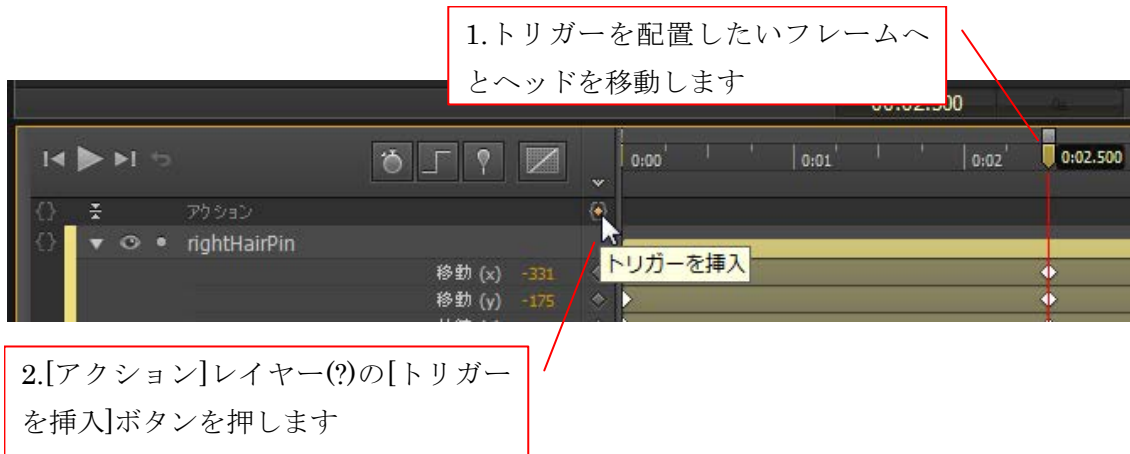 1.トリガーを配置したいフレームへ
とヘッドを移動します
0:00
0:01
0:02
0:02.500
アクション
rightHairPin
トリガーを挿入
移動 (x) -331
移動 (y) -175
2.[アクション]レイヤー(?)の[トリガー
を挿入]ボタンを押します